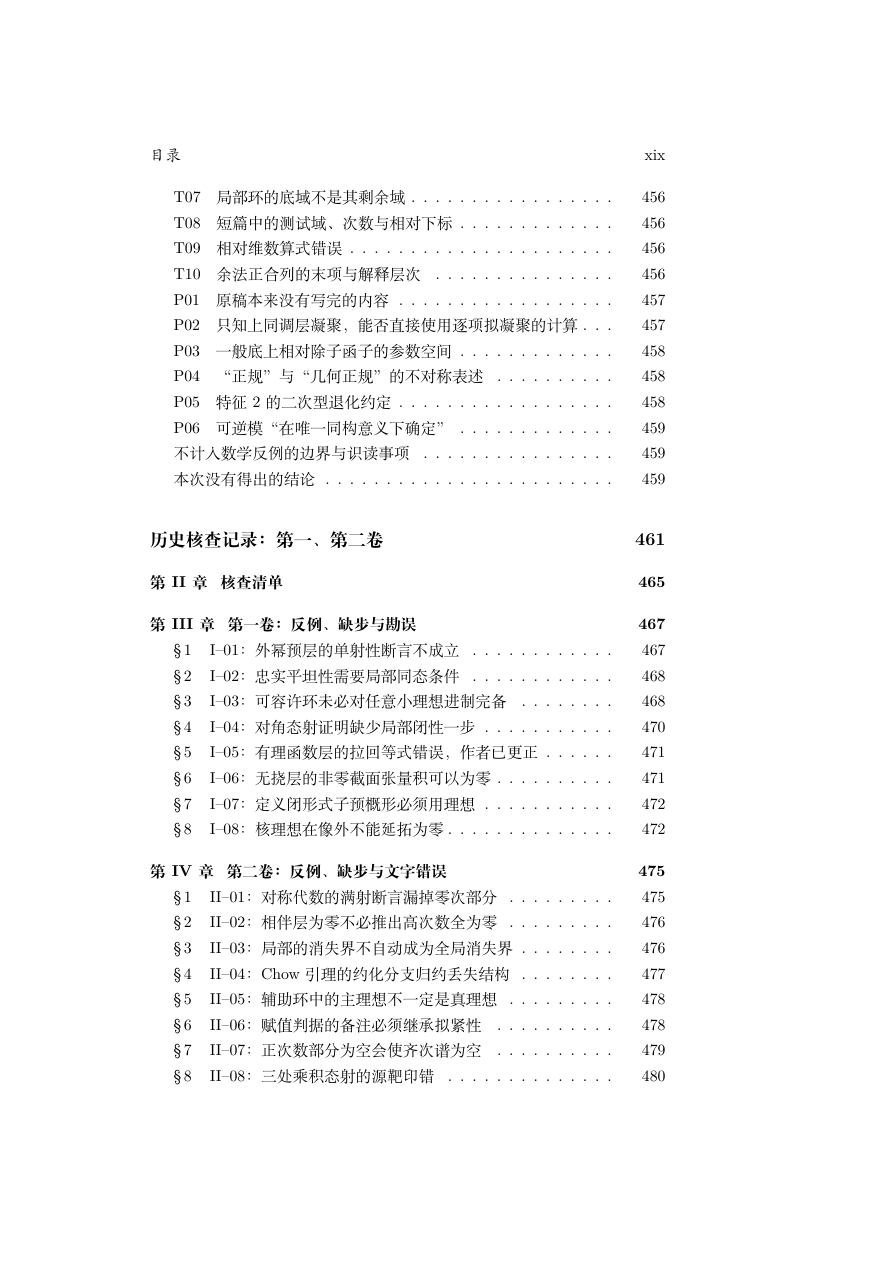 目录 xix
T07 局部环的底域不是其剩余域 . . . . . . . . . . . . . . . . . 456
T08 短篇中的测试域、次数与相对下标 . . . . . . . . . . . . . 456
T09 相对维数算式错误 . . . . . . . . . . . . . . . . . . . . . . 456
T10 余法正合列的末项与解释层次 . . . . . . . . . . . . . . . 456
P01 原稿本来没有写完的内容 . . . . . . . . . . . . . . . . . . 457
P02 只知上同调层凝聚，能否直接使用逐项拟凝聚的计算 . . . 457
P03 一般底上相对除子函子的参数空间 . . . . . . . . . . . . . 458
P04 “正规”与“几何正规”的不对称表述 . . . . . . . . . . 458
P05 特征 2 的二次型退化约定 . . . . . . . . . . . . . . . . . . 458
P06 可逆模“在唯一同构意义下确定” . . . . . . . . . . . . . 459
不计入数学反例的边界与识读事项 . . . . . . . . . . . . . . . . 459
本次没有得出的结论 . . . . . . . . . . . . . . . . . . . . . . . . 459
历史核查记录：第一、第二卷 461
第 II 章 核查清单 465
第 III 章 第一卷：反例、缺步与勘误 467
§1 I–01：外幂预层的单射性断言不成立 . . . . . . . . . . . . 467
§2 I–02：忠实平坦性需要局部同态条件 . . . . . . . . . . . . 468
§3 I–03：可容许环未必对任意小理想进制完备 . . . . . . . . 468
§4 I–04：对角态射证明缺少局部闭性一步 . . . . . . . . . . . 470
§5 I–05：有理函数层的拉回等式错误，作者已更正 . . . . . . 471
§6 I–06：无挠层的非零截面张量积可以为零 . . . . . . . . . . 471
§7 I–07：定义闭形式子预概形必须用理想 . . . . . . . . . . . 472
§8 I–08：核理想在像外不能延拓为零 . . . . . . . . . . . . . . 472
第 IV 章 第二卷：反例、缺步与文字错误 475
§1 II–01：对称代数的满射断言漏掉零次部分 . . . . . . . . . 475
§2 II–02：相伴层为零不必推出高次数全为零 . . . . . . . . . 476
§3 II–03：局部的消失界不自动成为全局消失界 . . . . . . . . 476
§4 II–04：Chow 引理的约化分支归约丢失结构 . . . . . . . . 477
§5 II–05：辅助环中的主理想不一定是真理想 . . . . . . . . . 478
§6 II–06：赋值判据的备注必须继承拟紧性 . . . . . . . . . . 478
§7 II–07：正次数部分为空会使齐次谱为空 . . . . . . . . . . 479
§8 II–08：三处乘积态射的源靶印错 . . . . . . . . . . . . . . 480